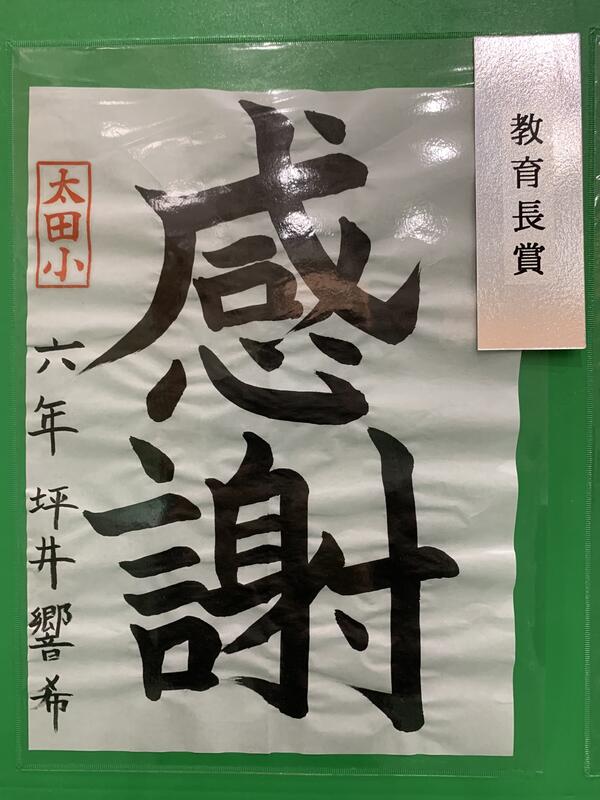 教育長賞
感謝
太田小
六年 坪井響希